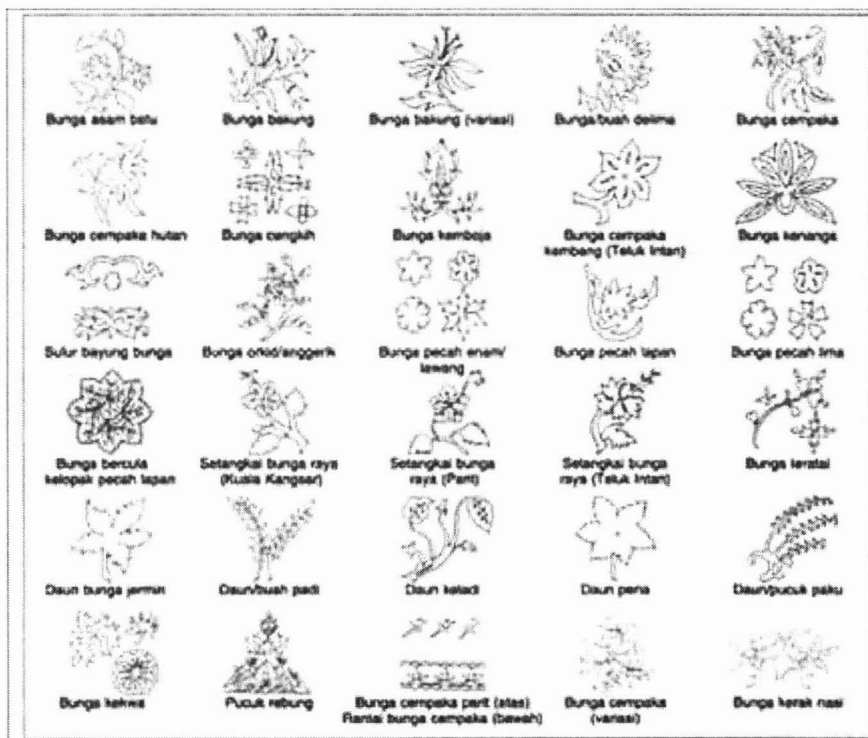 Bunga asam batu
Bunga bakung
Bunga bakung (variasi)
Bunga/buah delima
Bunga cempaka
Bunga cempaka hutan
Bunga cengkih
Bunga kemboja
Bunga cempaka
kembang (Teluk Intan)
Bunga kenanga
Sulur bayung bunga
Bunga orkid/anggerik
Bunga pecah enam/
lawang
Bunga pecah lapan
Bunga pecah lima
Bunga bercula
kelopak pecah lapan
Setangkai bunga raya
(Kuala Kangsar)
Setangkai bunga
raya (Parit)
Setangkai bunga
raya (Teluk Intan)
Bunga teratai
Daun bunga
Daun/buah padi
Daun keladi
Daun peria
Daun/pucuk paku
Bunga kekwa
Pucuk rebung
Bunga cempaka parit (atas)
Rantai bunga cempaka (bawah)
Bunga cempaka
(variasi)
Bunga kerak nasi